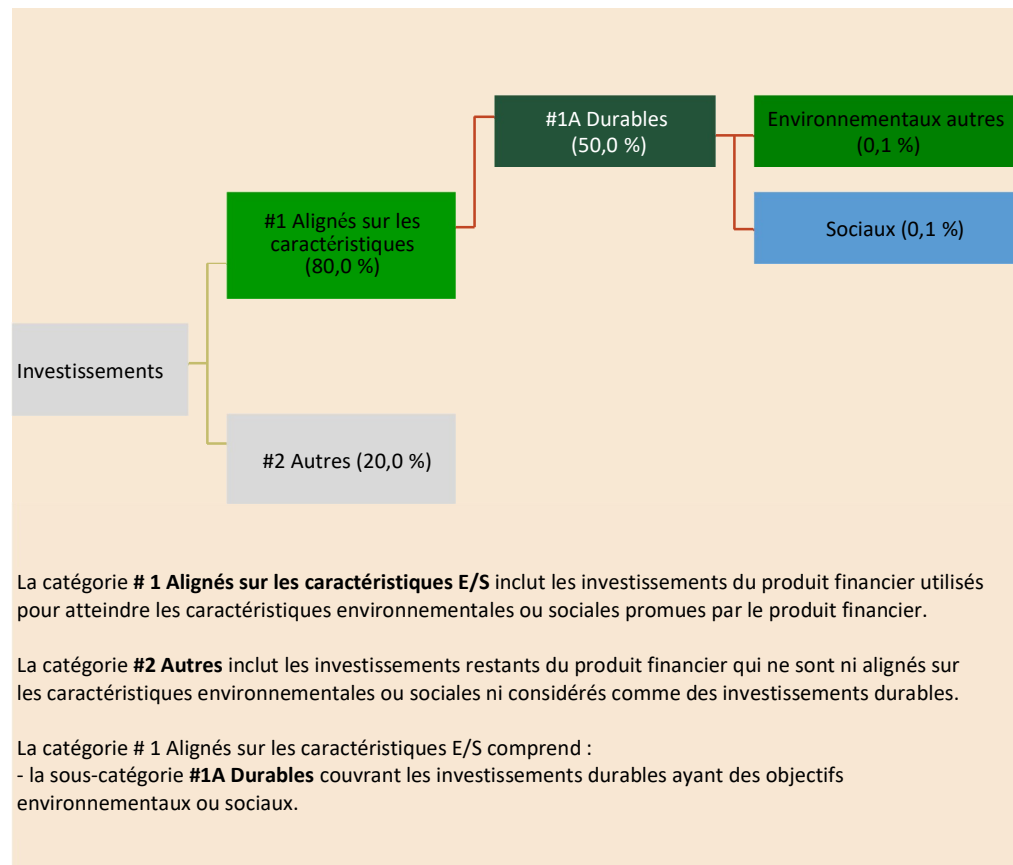 #1A Durables
(50,0 %)
Environnementaux autres
(0,1 %)
#1 Alignés sur les
caractéristiques
(80,0 %)
Sociaux (0,1 %)
Investissements
#2 Autres (20,0 %)
La catégorie # 1 Alignés sur les caractéristiques E/S inclut les investissements du produit financier utilisés
pour atteindre les caractéristiques environnementales ou sociales promues par le produit financier.
La catégorie #2 Autres inclut les investissements restants du produit financier qui ne sont ni alignés sur
les caractéristiques environnementales ou sociales ni considérés comme des investissements durables.
La catégorie # 1 Alignés sur les caractéristiques E/S comprend :
- la sous-catégorie #1A Durables couvrant les investissements durables ayant des objectifs
environnementaux ou sociaux.